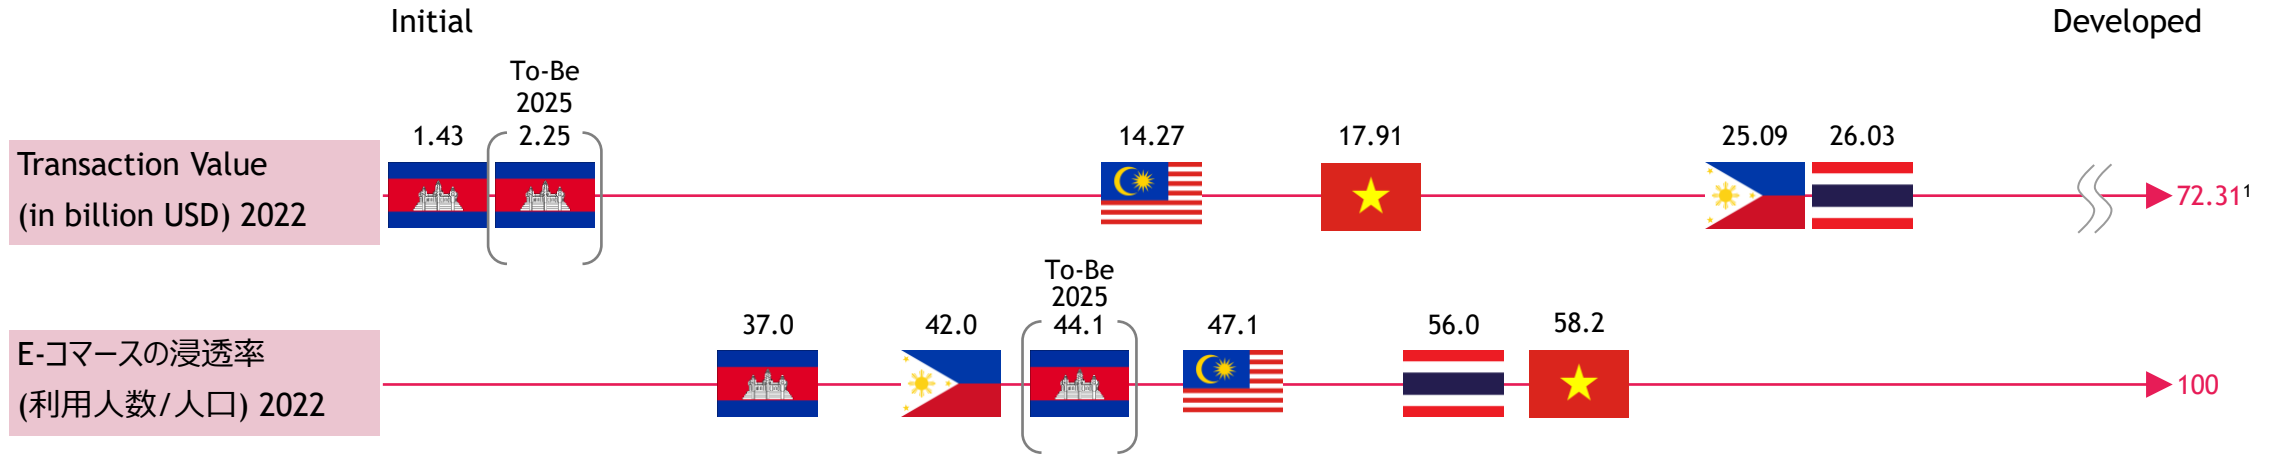 Initial
Developed
To-Be
2025
1.43
2.25
14.27
17.91
25.09
26.03
Transaction Value
(in billion USD) 2022
72.31¹
To-Be
2025
37.0
42.0
44.1
47.1
56.0
58.2
E-コマースの浸透率
(利用人数/人口) 2022
100